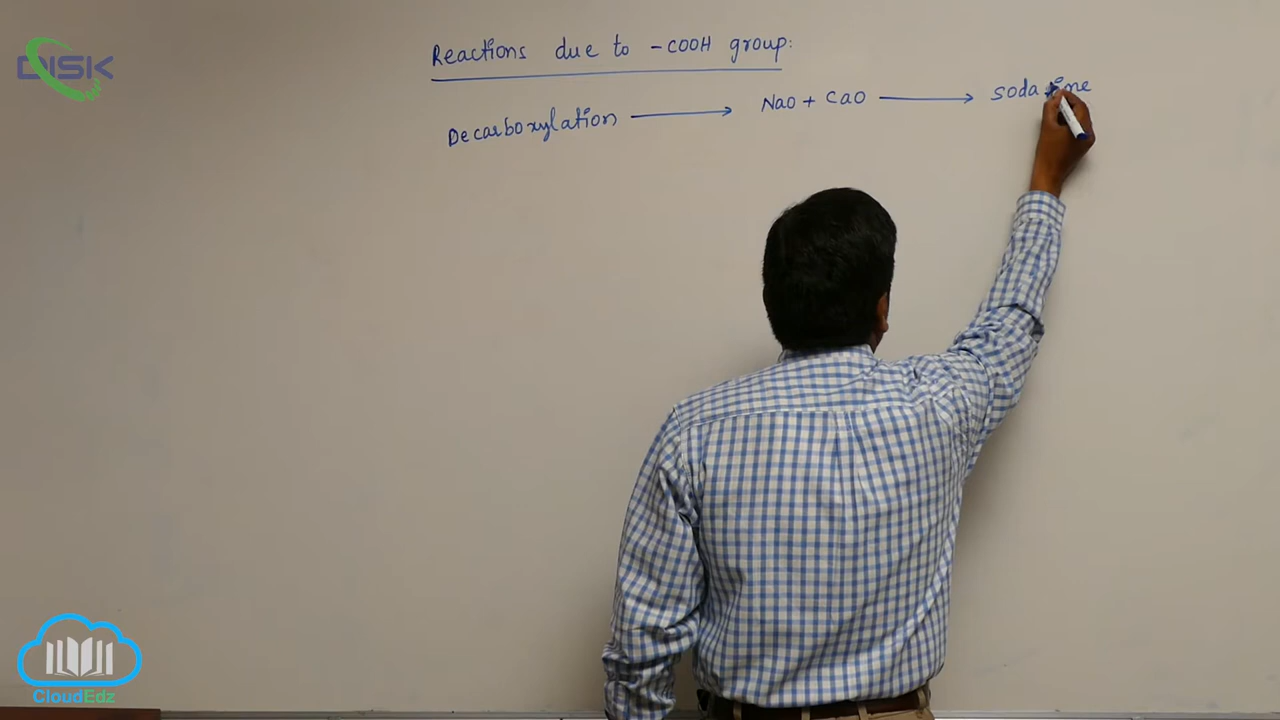 DISK
Reactions due to -COOH group:
Decarboxylation ⟶ NaO + CaO ⟶ soda
CloudEdz